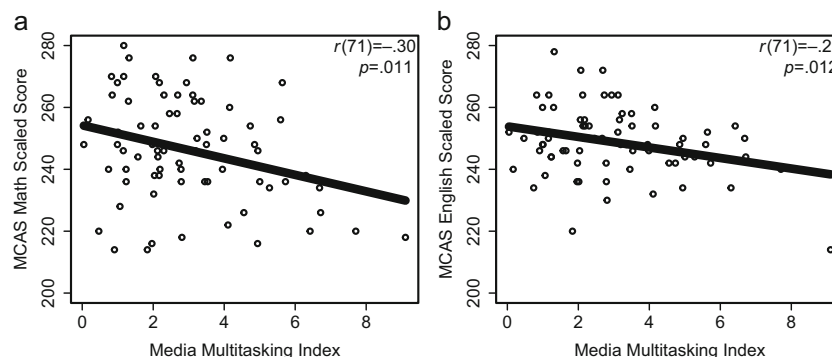 a
r(71)=–.30
p=.011
MCAS Math Scaled Score
280
260
240
220
200
0 2 4 6 8
Media Multitasking Index
b
r(71)=–.2
p=.012
MCAS English Scaled Score
280
260
240
220
200
0 2 4 6 8
Media Multitasking Index